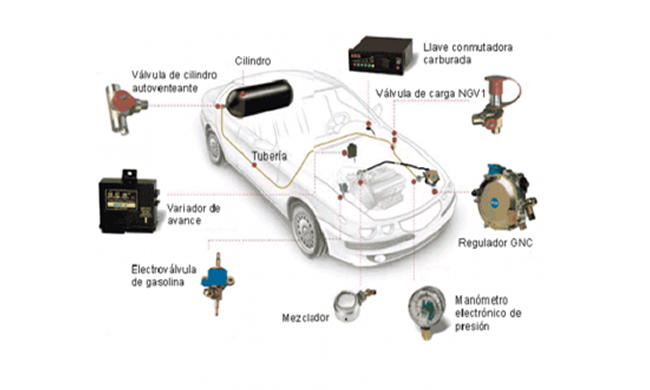 Llave conmutadora
carburada
Cilindro
Válvula de cilindro
autoventeante
Válvula de carga NGV1
Tubería
Variador de
avance
Regulador GNC
Electroválvula
de gasolina
Mezclador
Manómetro
electrónico de
presión